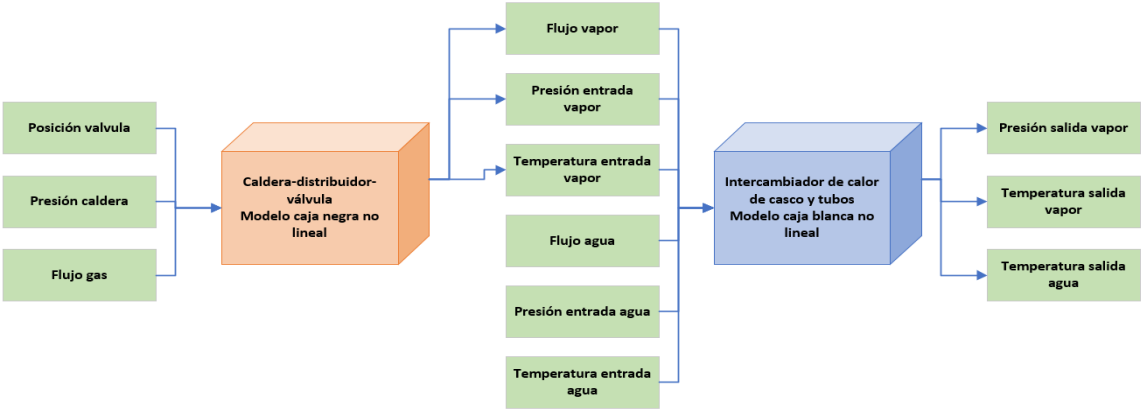 Posición valvula
Presión caldera
Flujo gas
Caldera-distribuidor-
válvula
Modelo caja negra no
lineal
Flujo vapor
Presión entrada
vapor
Temperatura entrada
vapor
Flujo agua
Presión entrada agua
Temperatura entrada
agua
Intercambiador de calor
de casco y tubos
Modelo caja blanca no
lineal
Presión salida vapor
Temperatura salida
vapor
Temperatura salida
agua